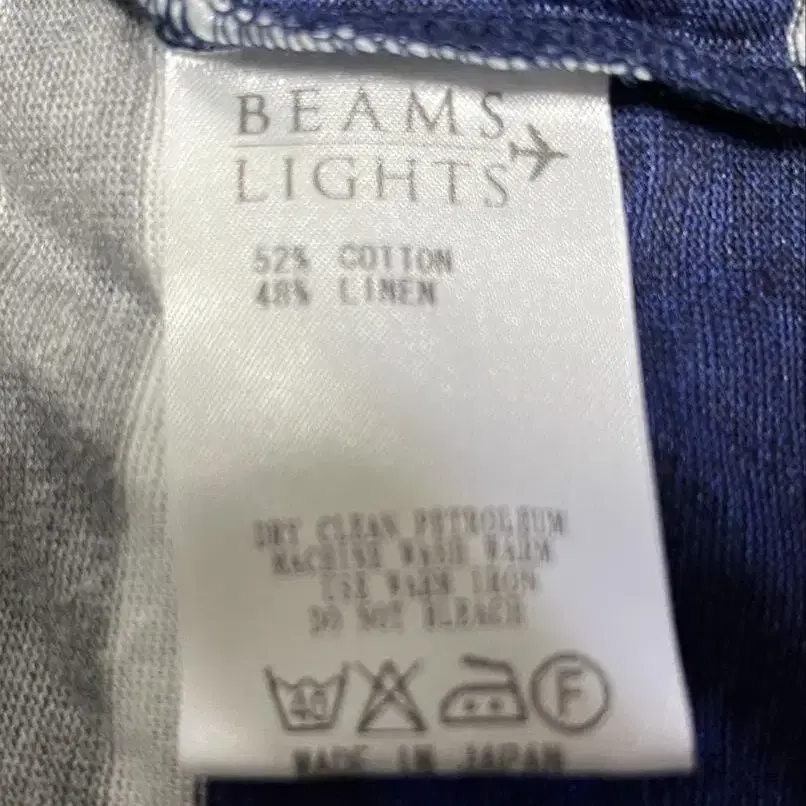 BEAMS
LIGHTS
52% COTTON
48% LINEN
DRY CLEAN PETROLEUM
MACHINE WASH WARM
USE WARM IRON
DO NOT BLEACH
40
F
MADE IN JAPAN